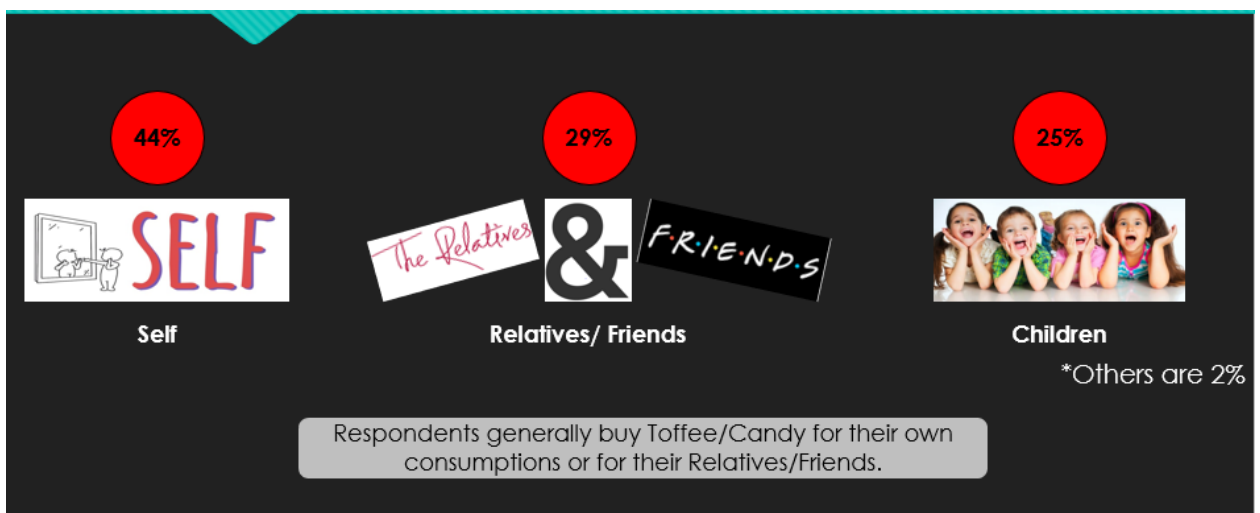 44%
29%
25%
SELF
The Relatives
&
F•R•I•E•N•D•S
Self
Relatives/ Friends
Children
*Others are 2%
Respondents generally buy Toffee/Candy for their own
consumptions or for their Relatives/Friends.